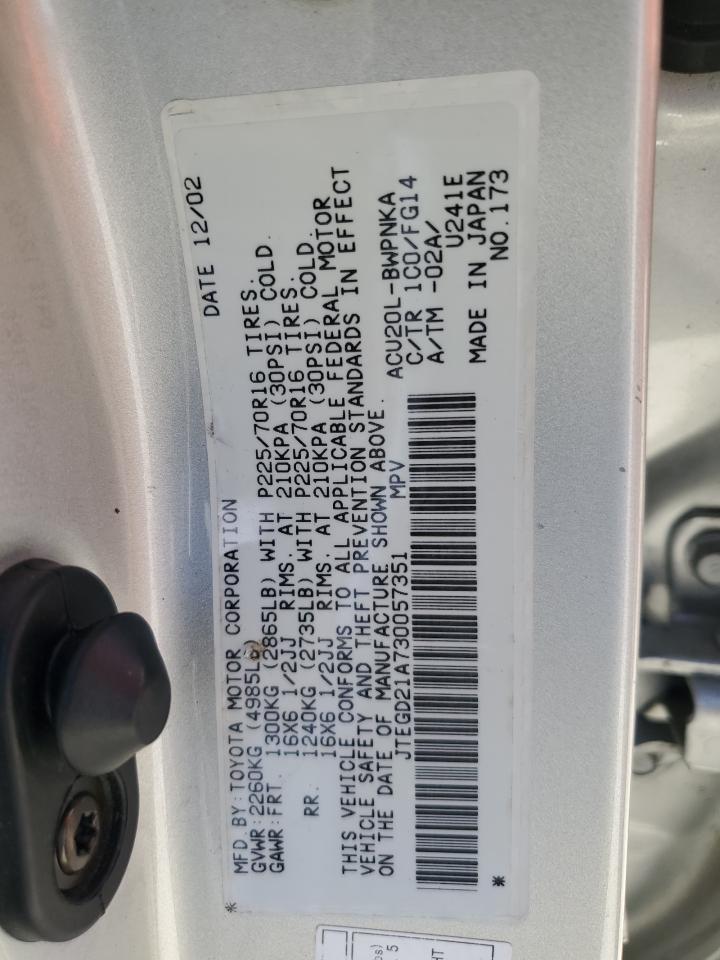 DATE 12/02
MFD.BY:TOYOTA MOTOR CORPORATION
GVWR:2260KG (4985LB)
GAWR:FRT. 1300KG (2865LB) WITH P225/70R16 TIRES.
16X6 1/2JJ RIMS. AT 210KPA (30PSI) COLD.
RR. 1240KG (2735LB) WITH P225/70R16 TIRES.
16X6 1/2JJ RIMS. AT 210KPA (30PSI) COLD.
THIS VEHICLE CONFORMS TO ALL APPLICABLE FEDERAL MOTOR
VEHICLE SAFETY AND THEFT PREVENTION STANDARDS IN EFFECT
ON THE DATE OF MANUFACTURE SHOWN ABOVE.
JTEGD21A730057351 MPV
ACU20L-BWPNKA
C/TR 1C0/FG14
A/TM -02A/
U241E
MADE IN JAPAN
NO.173
* *